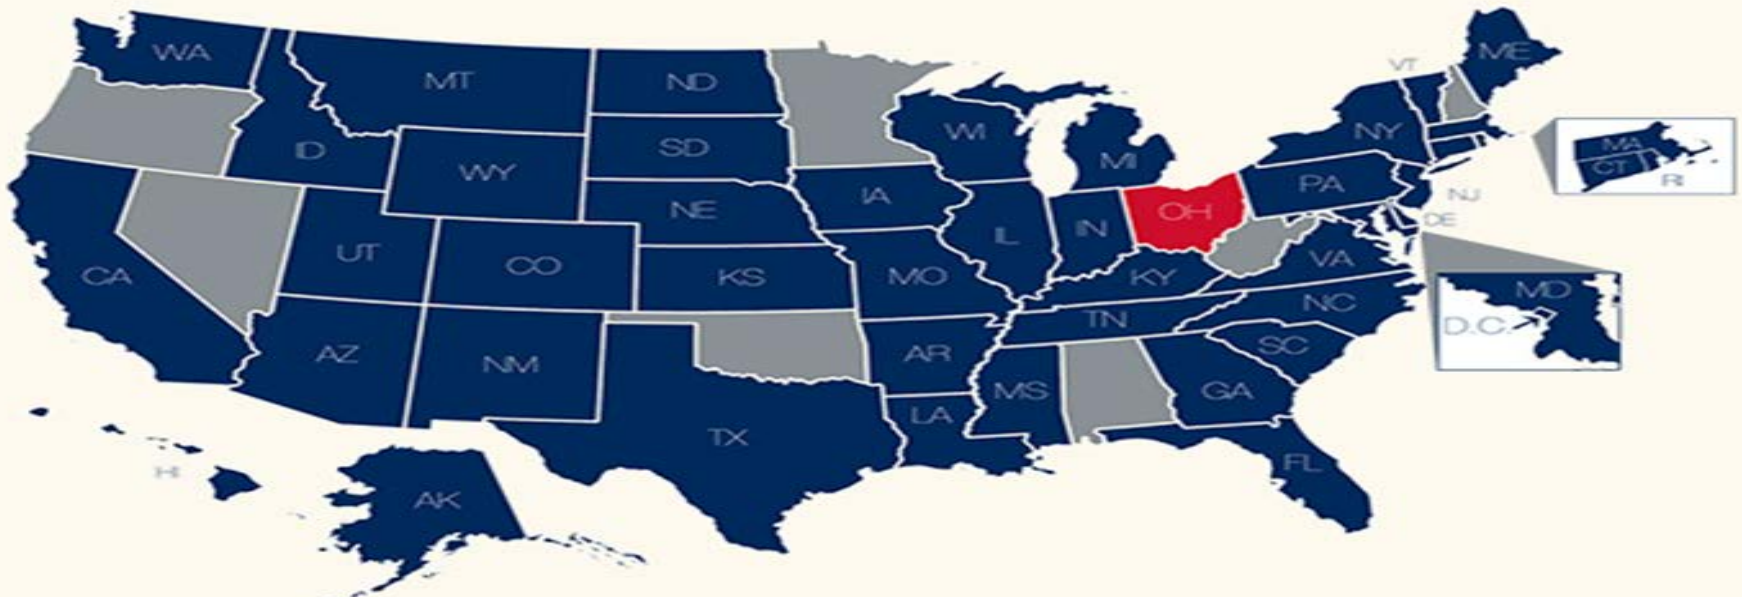 WA
MT
ND
ME
VT
ID
SD
WI
MI
NY
MA
WY
CT
RI
NE
IA
PA
NJ
OH
DE
UT
CO
KS
MO
IL
IN
KY
VA
CA
MD
D.C.
NC
TN
AZ
NM
AR
SC
MS
GA
LA
TX
FL
HI
AK